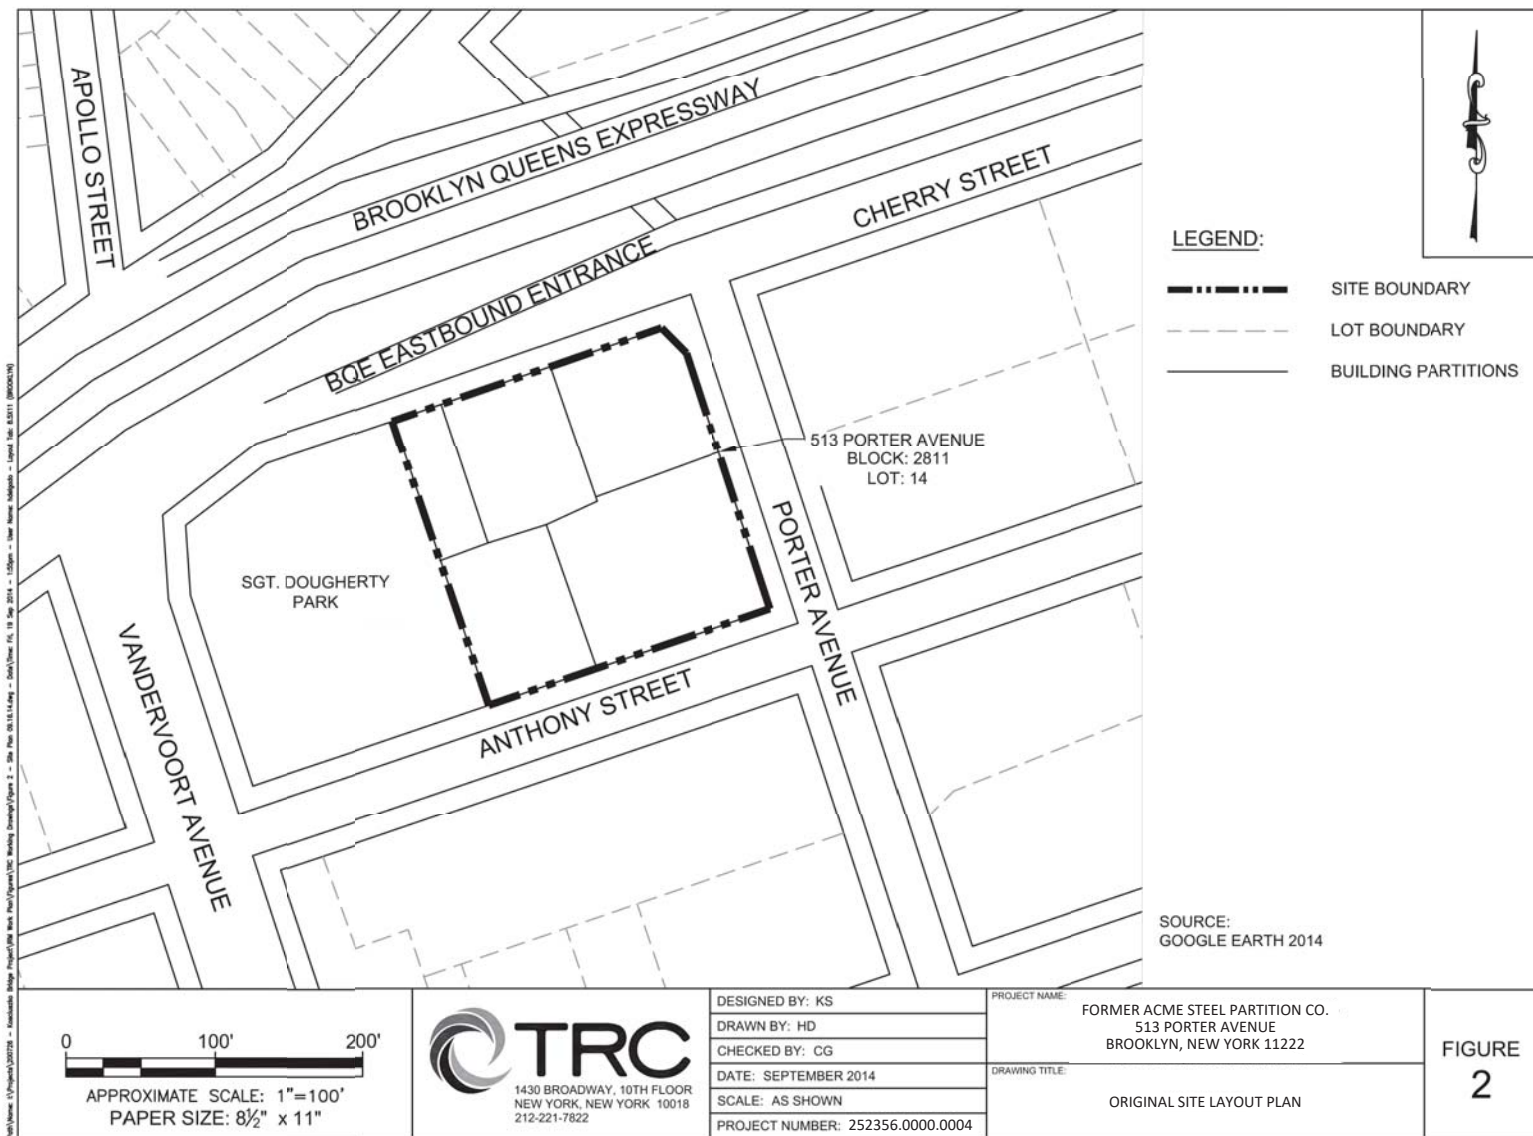 APOLLO STREET
BROOKLYN QUEENS EXPRESSWAY
CHERRY STREET
BQE EASTBOUND ENTRANCE
513 PORTER AVENUE
BLOCK: 2811
LOT: 14
SGT. DOUGHERTY
PARK
PORTER AVENUE
VANDERVOORT AVENUE
ANTHONY STREET
LEGEND:
SITE BOUNDARY
LOT BOUNDARY
BUILDING PARTITIONS
SOURCE:
GOOGLE EARTH 2014
0 100' 200'
APPROXIMATE SCALE: 1"=100'
PAPER SIZE: 8½" x 11"
TRC
1430 BROADWAY, 10TH FLOOR
NEW YORK, NEW YORK 10018
212-221-7822
DESIGNED BY: KS
DRAWN BY: HD
CHECKED BY: CG
DATE: SEPTEMBER 2014
SCALE: AS SHOWN
PROJECT NUMBER: 252356.0000.0004
PROJECT NAME:
FORMER ACME STEEL PARTITION CO.
513 PORTER AVENUE
BROOKLYN, NEW YORK 11222
DRAWING TITLE:
ORIGINAL SITE LAYOUT PLAN
FIGURE
2